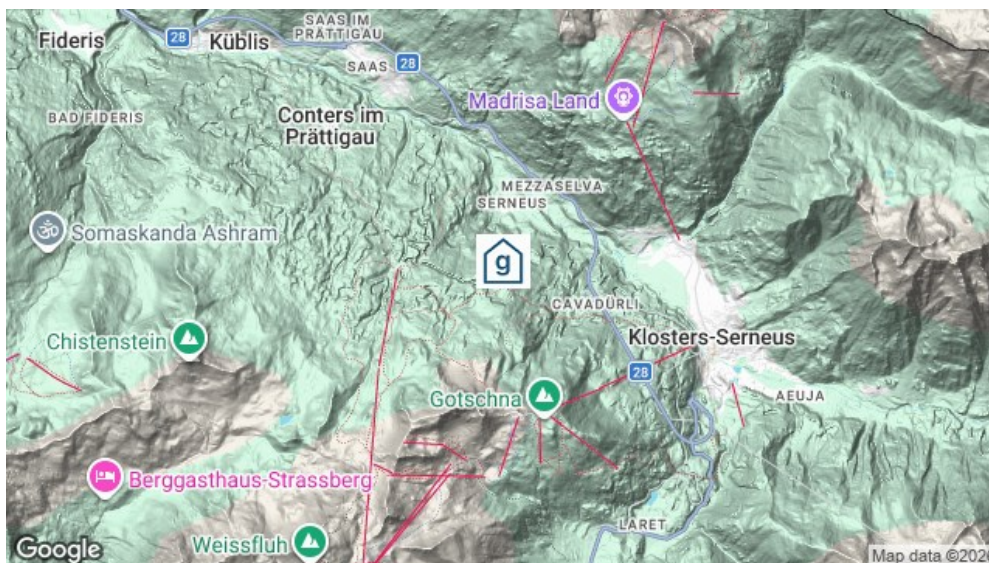 SAAS IM
PRÄTTIGAU
Fideris
28
Küblis
SAAS
28
Madrisa Land
BAD FIDERIS
Conters im
Prättigau
MEZZASELVA
SERNEUS
Somaskanda Ashram
g
CAVADÜRLI
Chistenstein
Klosters-Serneus
28
Gotschna
AEUJA
Berggasthaus-Strassberg
LARET
Weissfluh
Google
Map data ©2026